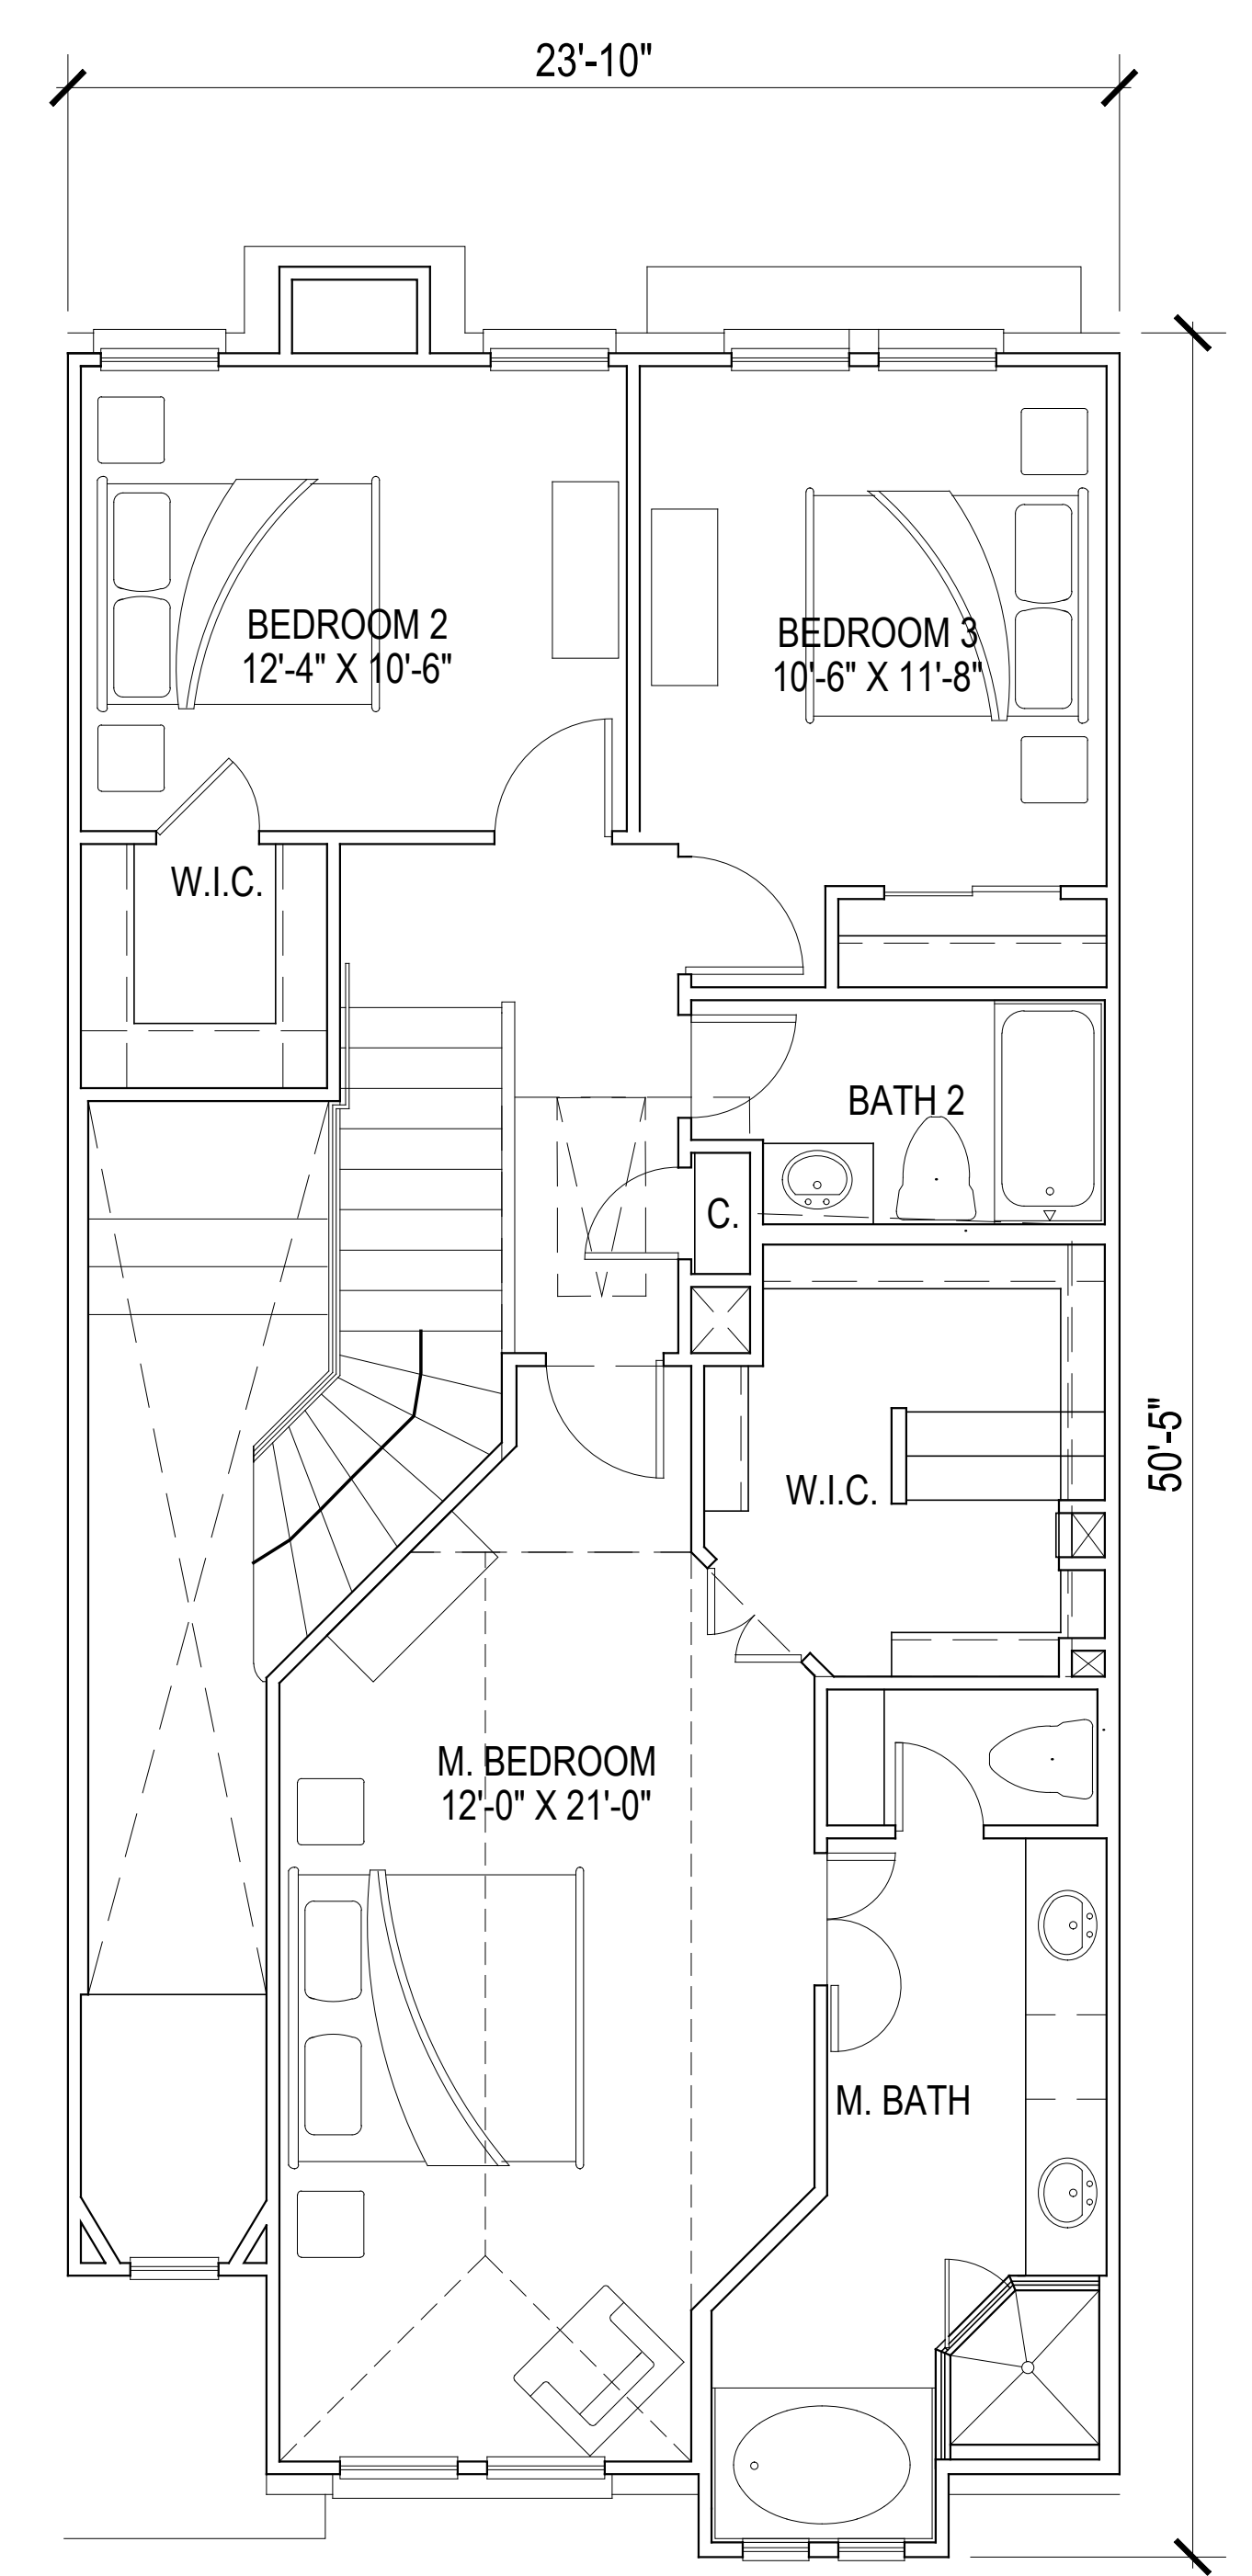 23'-10"
BEDROOM 2
12'-4" X 10'-6"
BEDROOM 3
10'-6" X 11'-8"
W.I.C.
BATH 2
C.
50'-5"
W.I.C.
M. BEDROOM
12'-0" X 21'-0"
M. BATH